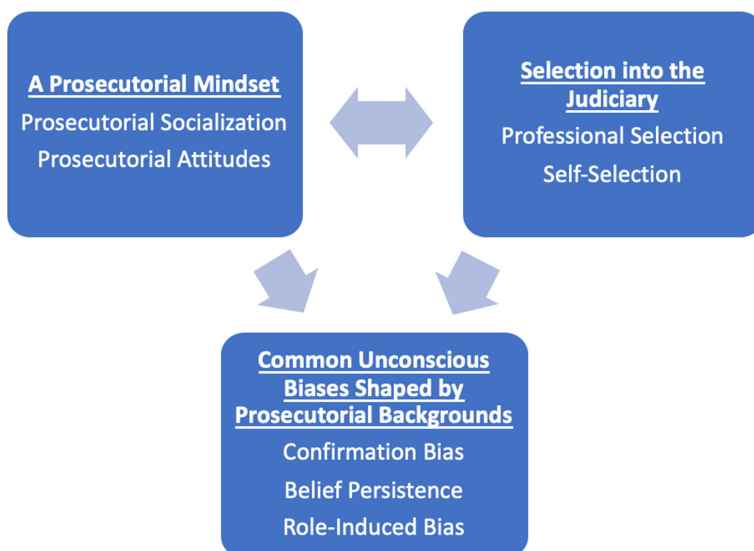 A Prosecutorial Mindset
Prosecutorial Socialization
Prosecutorial Attitudes
Selection into the
Judiciary
Professional Selection
Self-Selection
Common Unconscious
Biases Shaped by
Prosecutorial Backgrounds
Confirmation Bias
Belief Persistence
Role-Induced Bias